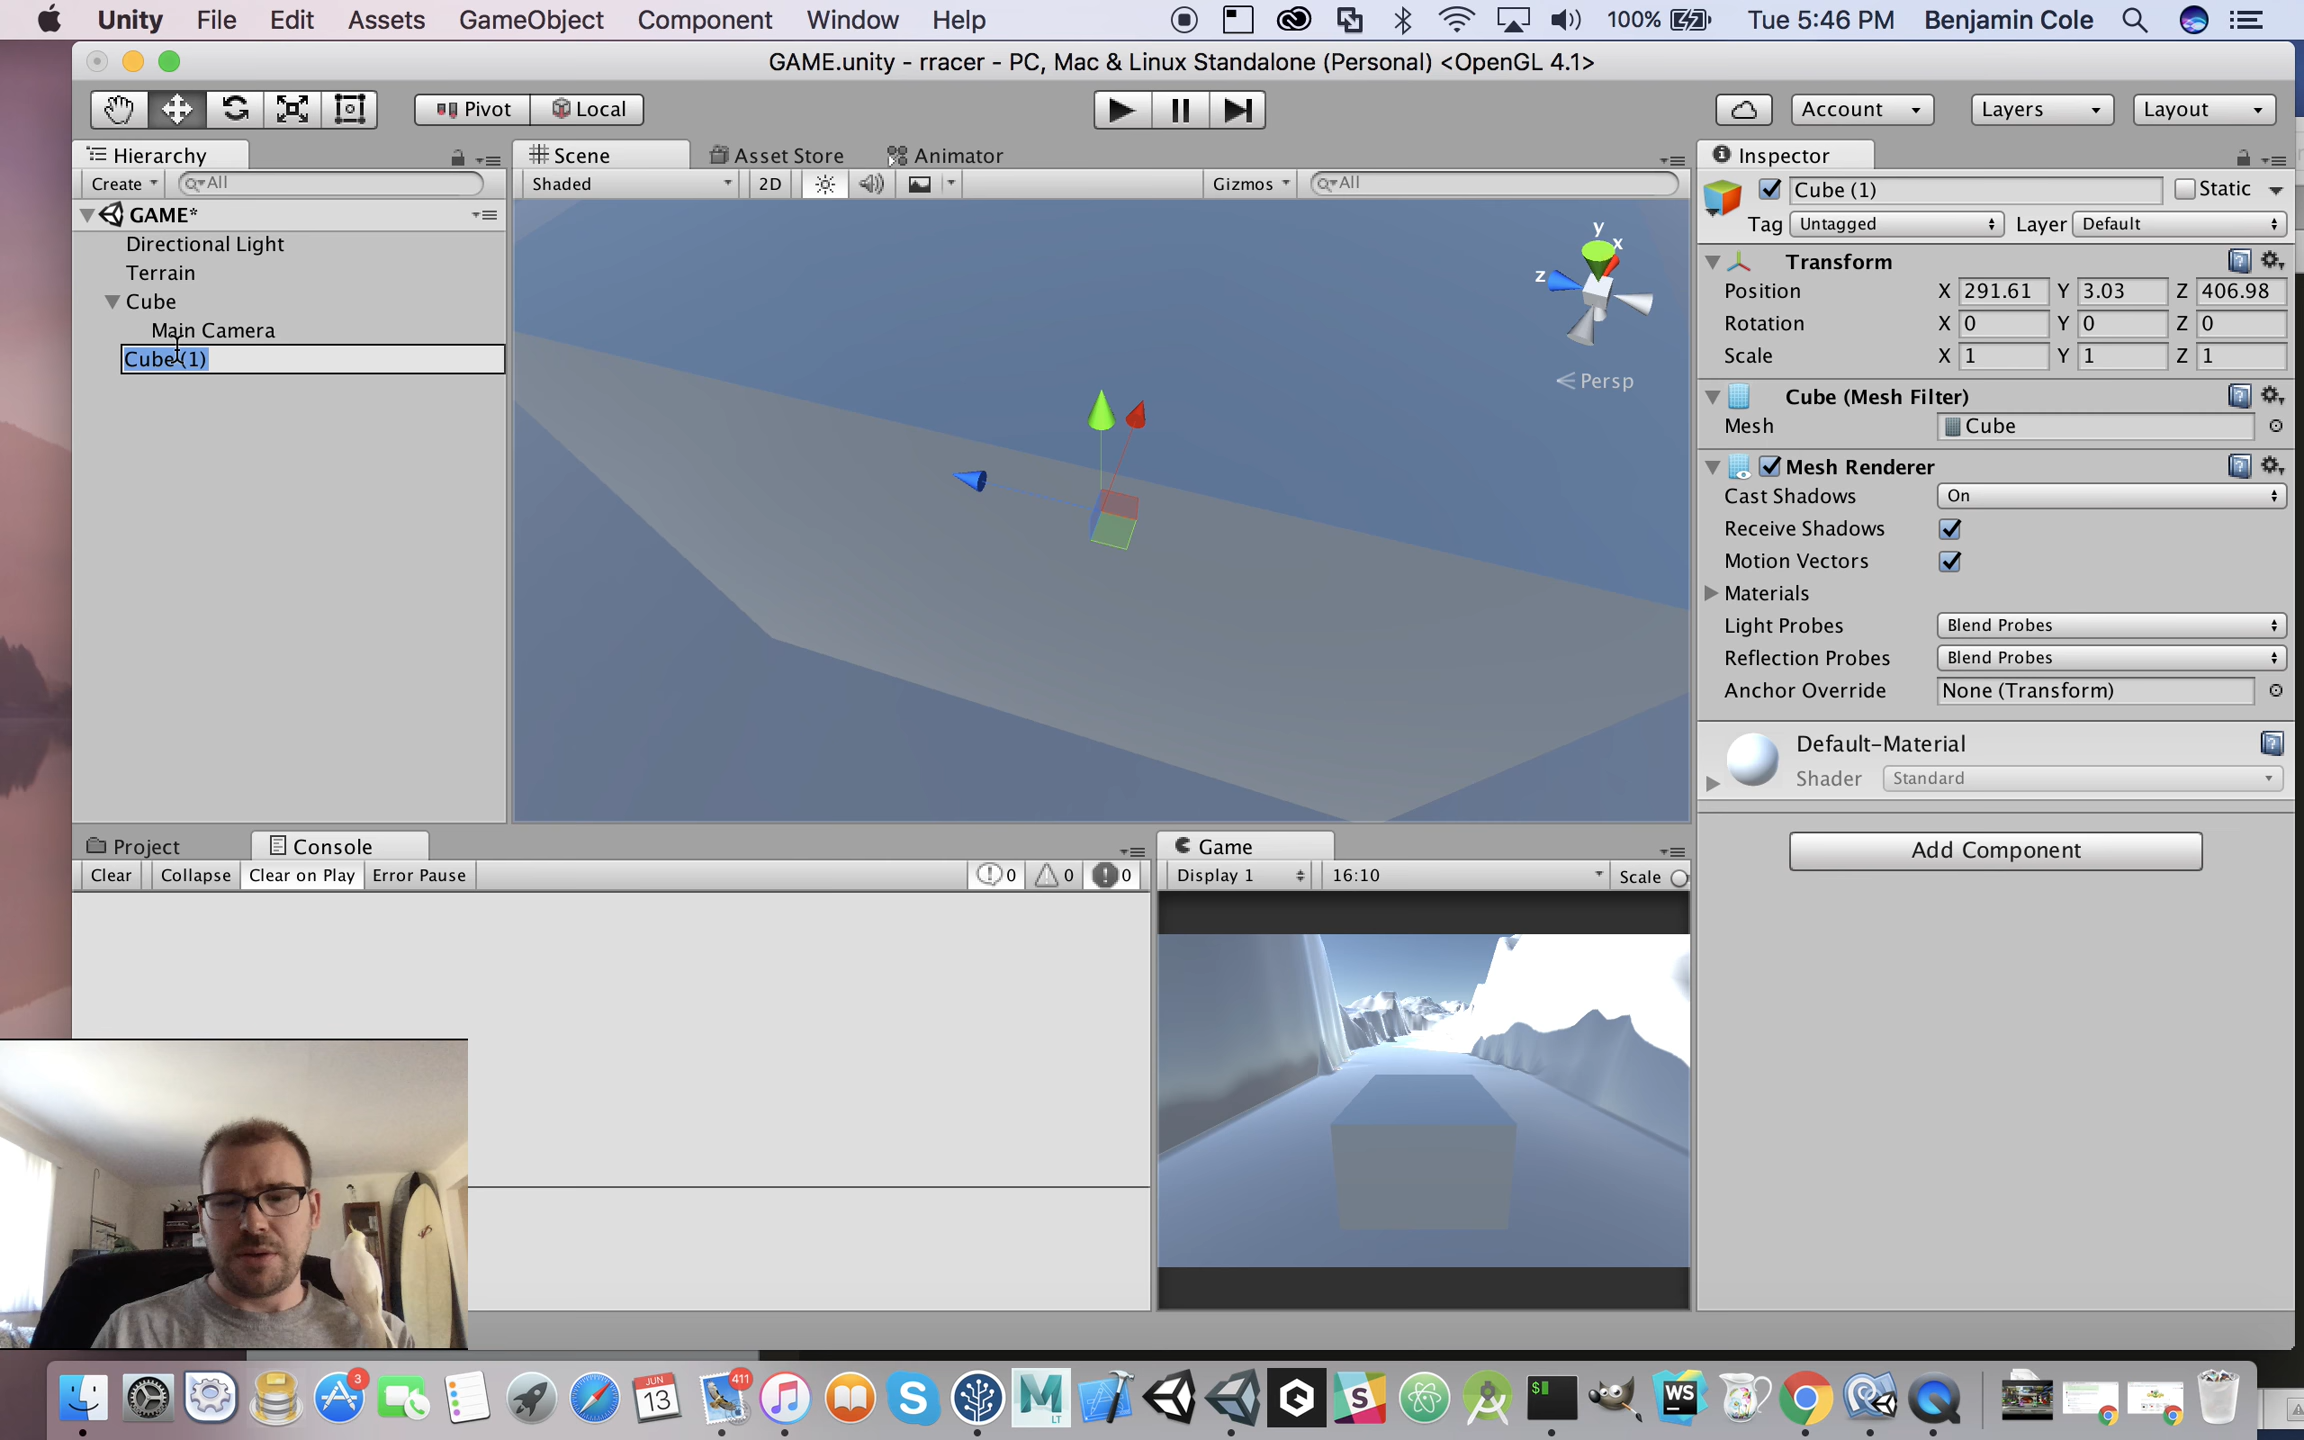 Unity File Edit Assets GameObject Component Window Help 100% Tue 5:46 PM Benjamin Cole
GAME.unity - rracer - PC, Mac & Linux Standalone (Personal) <OpenGL 4.1>
Pivot Local Account Layers Layout
Hierarchy
Create All
GAME*
Directional Light
Terrain
Cube
Main Camera
Cube (1)
Scene Asset Store Animator
Shaded 2D Gizmos All
y
x
z
Persp
Inspector
Cube (1) Static
Tag Untagged Layer Default
Transform
Position X 291.61 Y 3.03 Z 406.98
Rotation X 0 Y 0 Z 0
Scale X 1 Y 1 Z 1
Cube (Mesh Filter)
Mesh Cube
Mesh Renderer
Cast Shadows On
Receive Shadows
Motion Vectors
Materials
Light Probes Blend Probes
Reflection Probes Blend Probes
Anchor Override None (Transform)
Default-Material
Shader Standard
Add Component
Project Console
Clear Collapse Clear on Play Error Pause 0 0 0
Game
Display 1 16:10 Scale
3 JUN 13 411 S M LT $ WS